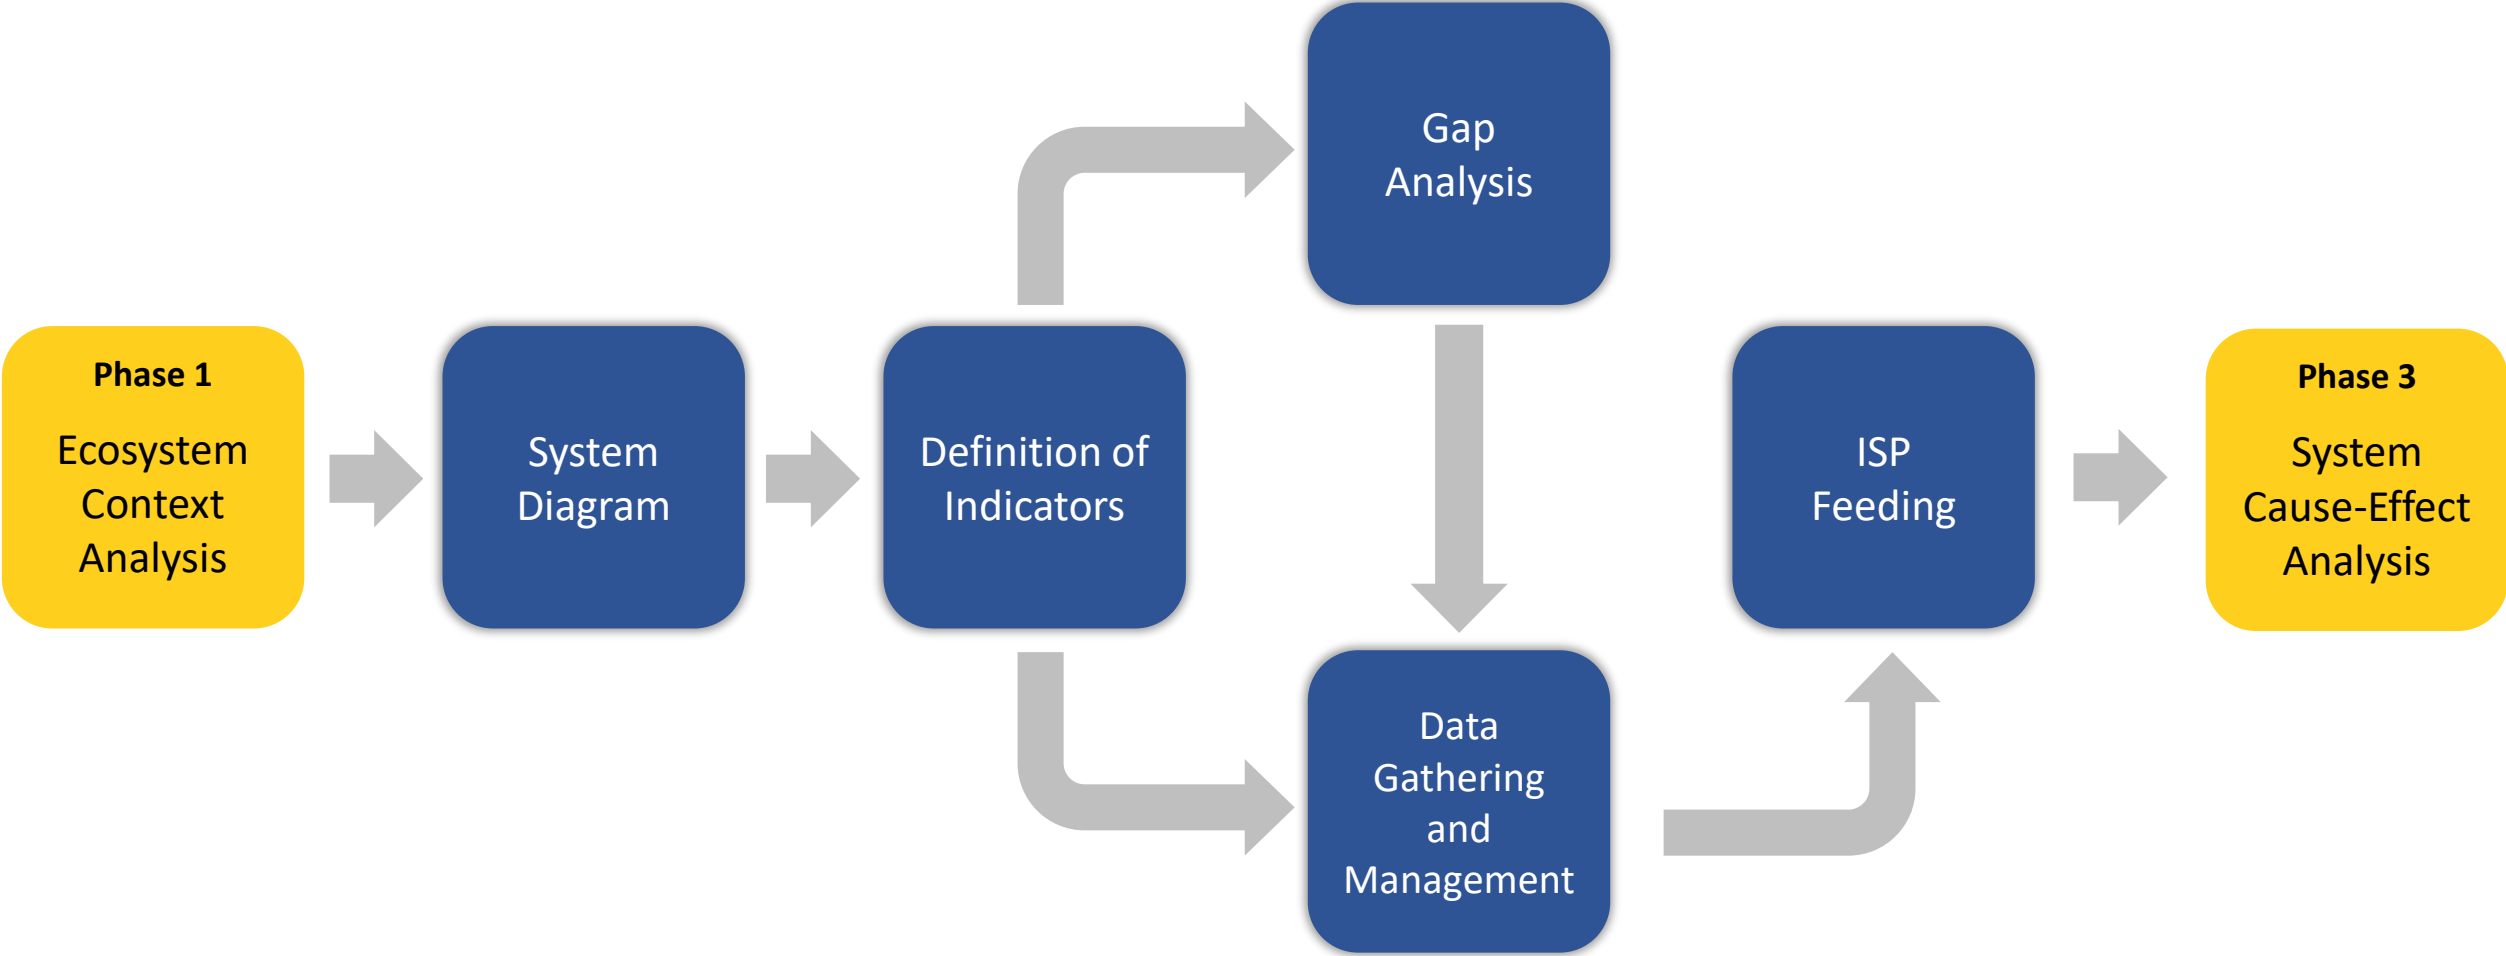 Phase 1
Ecosystem
Context
Analysis
System
Diagram
Definition of
Indicators
Gap
Analysis
Data
Gathering
and
Management
ISP
Feeding
Phase 3
System
Cause-Effect
Analysis